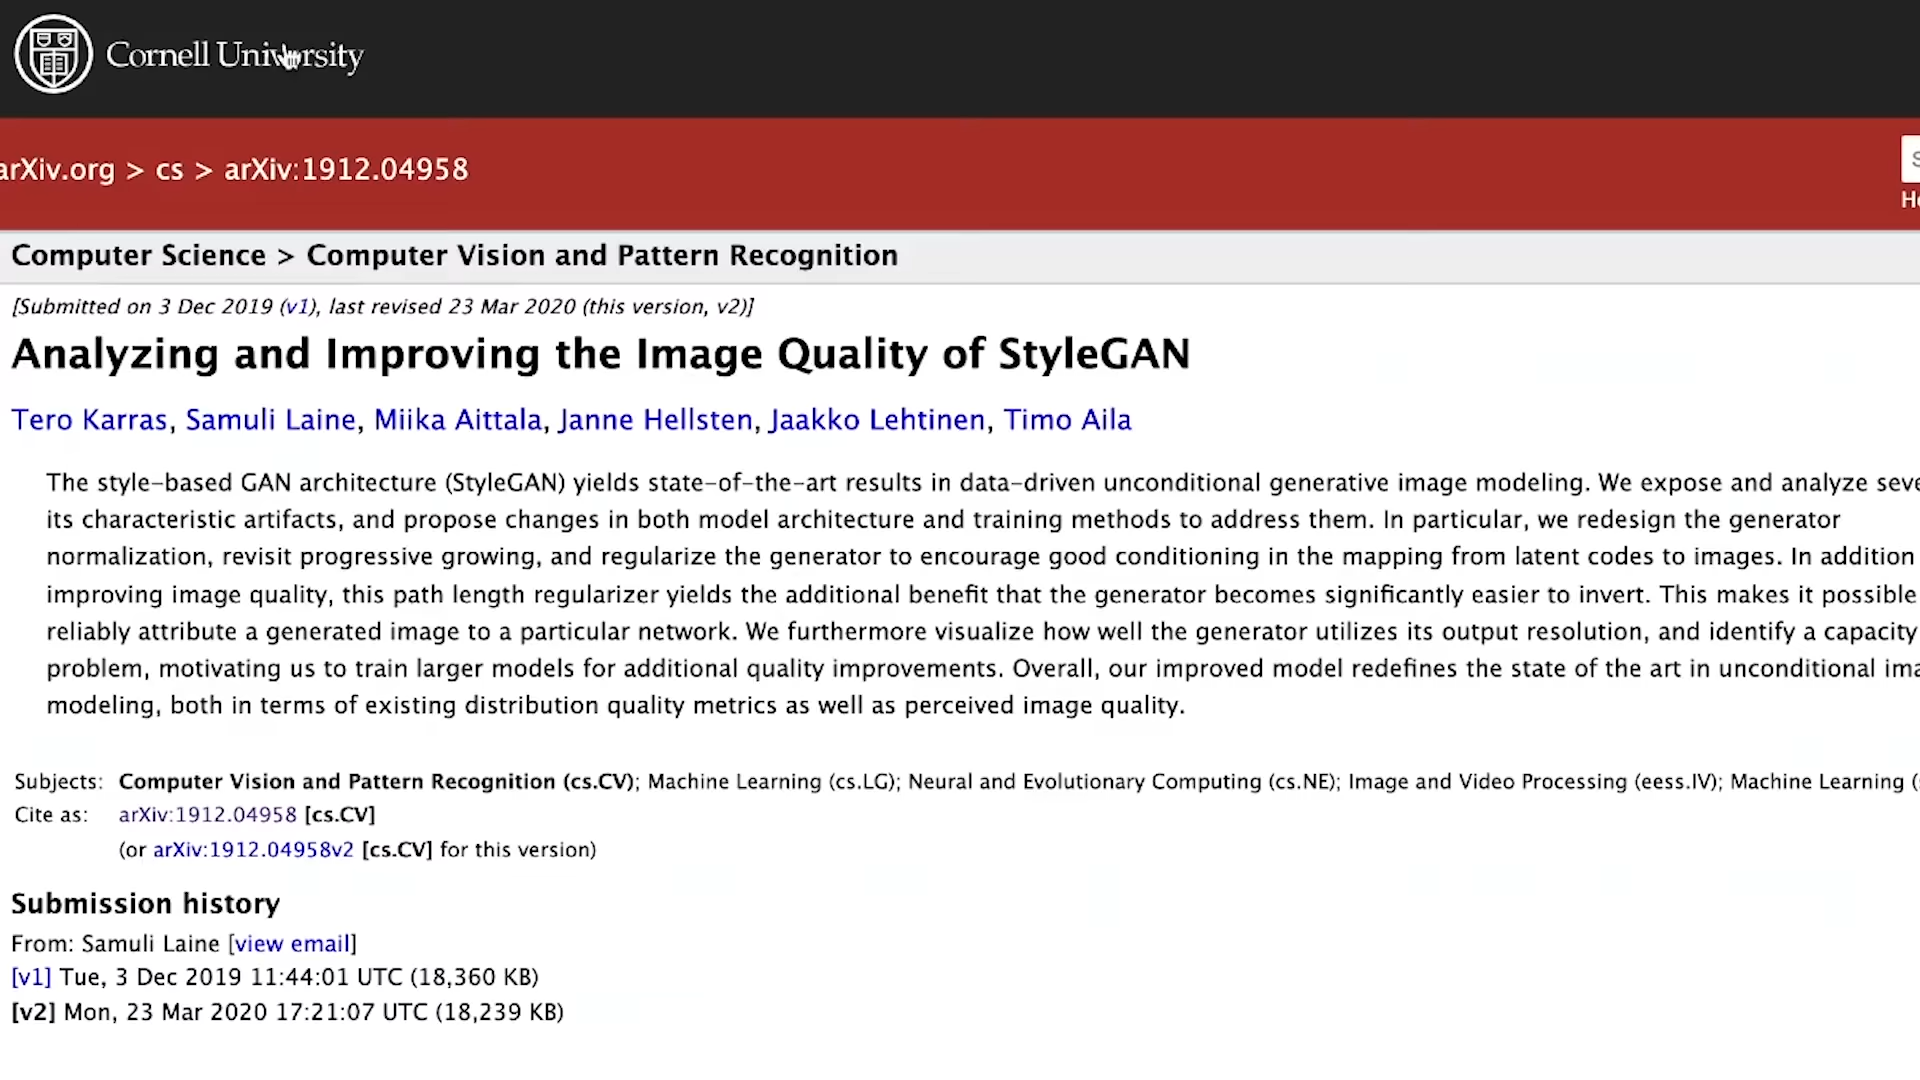 Cornell University
arXiv.org > cs > arXiv:1912.04958
Computer Science > Computer Vision and Pattern Recognition
[Submitted on 3 Dec 2019 (v1), last revised 23 Mar 2020 (this version, v2)]
Analyzing and Improving the Image Quality of StyleGAN
Tero Karras, Samuli Laine, Miika Aittala, Janne Hellsten, Jaakko Lehtinen, Timo Aila
The style-based GAN architecture (StyleGAN) yields state-of-the-art results in data-driven unconditional generative image modeling. We expose and analyze
its characteristic artifacts, and propose changes in both model architecture and training methods to address them. In particular, we redesign the generator
normalization, revisit progressive growing, and regularize the generator to encourage good conditioning in the mapping from latent codes to images. In addition
improving image quality, this path length regularizer yields the additional benefit that the generator becomes significantly easier to invert. This makes it possible
reliably attribute a generated image to a particular network. We furthermore visualize how well the generator utilizes its output resolution, and identify a capacity
problem, motivating us to train larger models for additional quality improvements. Overall, our improved model redefines the state of the art in unconditional
modeling, both in terms of existing distribution quality metrics as well as perceived image quality.
Subjects: Computer Vision and Pattern Recognition (cs.CV); Machine Learning (cs.LG); Neural and Evolutionary Computing (cs.NE); Image and Video Processing (eess.IV); Machine Learning
Cite as: arXiv:1912.04958 [cs.CV]
(or arXiv:1912.04958v2 [cs.CV] for this version)
Submission history
From: Samuli Laine [view email]
[v1] Tue, 3 Dec 2019 11:44:01 UTC (18,360 KB)
[v2] Mon, 23 Mar 2020 17:21:07 UTC (18,239 KB)